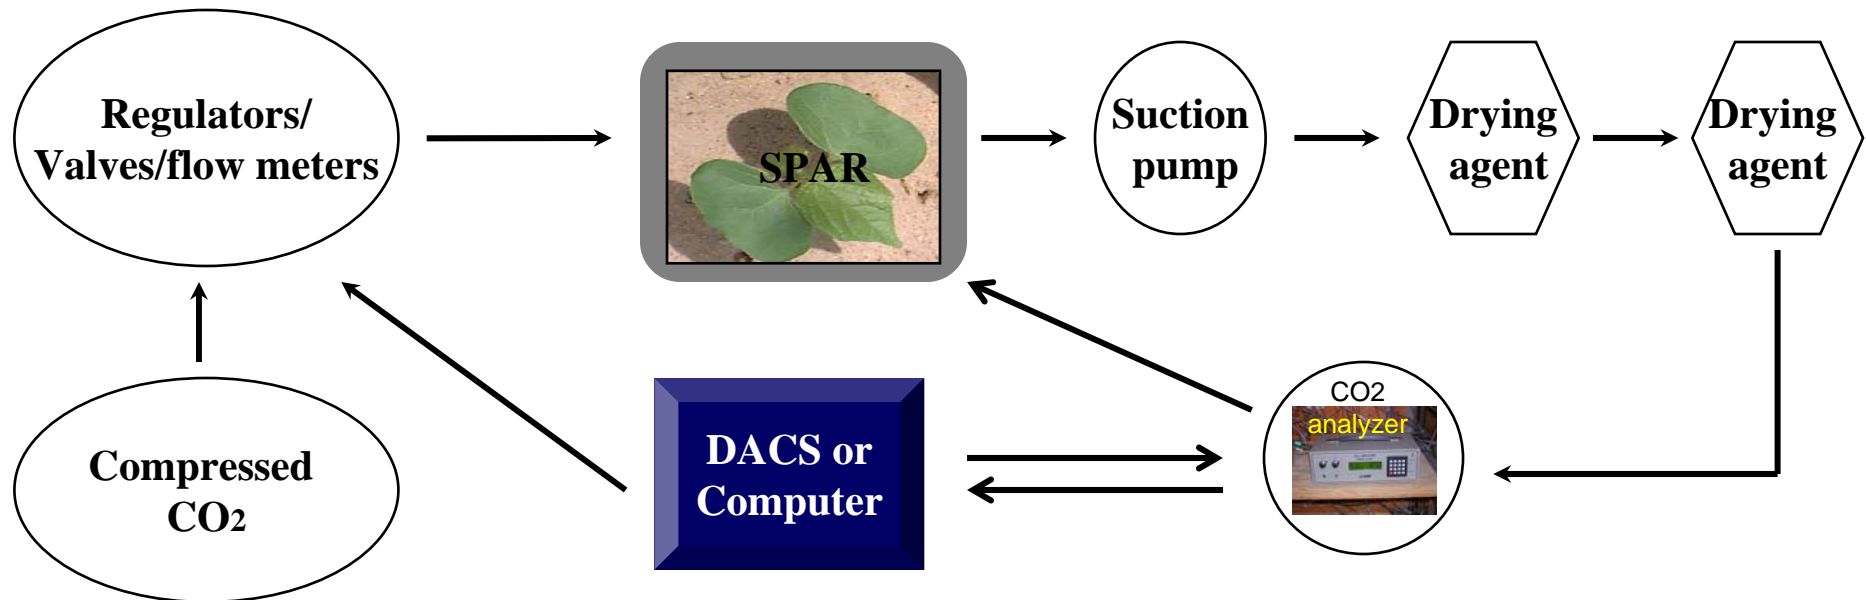 Regulators/
Valves/flow meters
SPAR
Suction
pump
Drying
agent
Drying
agent
Compressed
CO2
DACS or
Computer
CO2
analyzer